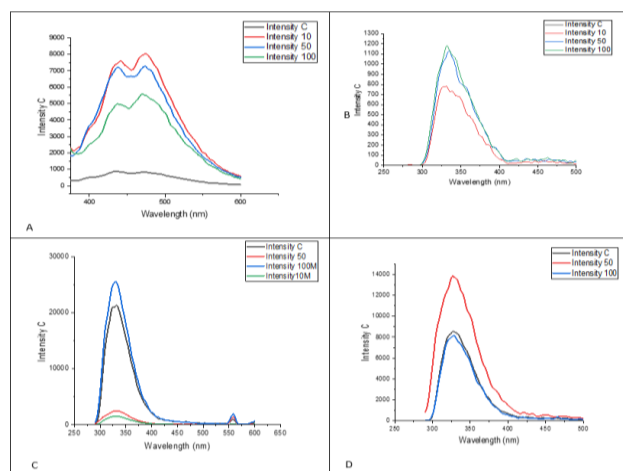 Intensity C
Intensity 10
Intensity 50
Intensity 100
9000
8000
7000
6000
5000
4000
3000
2000
1000
0
Intensity C
400
500
600
Wavelength (nm)
A
Intensity C
Intensity 10
Intensity 50
Intensity 100
1300
1200
1100
1000
900
800
700
600
500
400
300
200
100
0
Intensity C
B
250
300
350
400
450
500
Wavelength (nm)
Intensity C
Intensity 50
Intensity 100M
Intensity10M
30000
20000
10000
0
Intensity C
250
300
350
400
450
500
550
600
650
Wavelength (nm)
C
Intensity C
Intensity 50
Intensity 100
14000
12000
10000
8000
6000
4000
2000
0
Intensity C
250
300
350
400
450
500
Wavelength (nm)
D